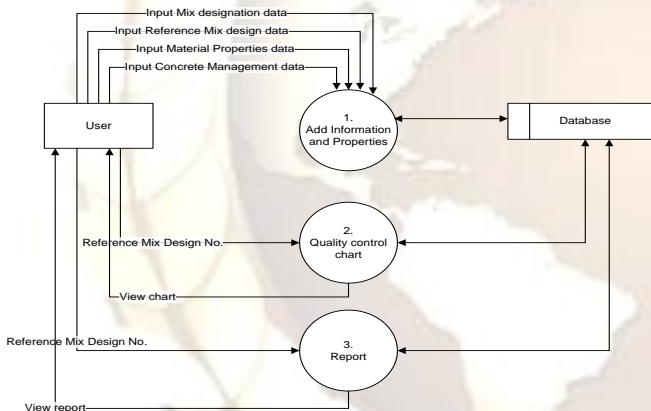 Input Mix designation data
Input Reference Mix design data
Input Material Properties data
Input Concrete Management data
User
1.
Add Information
and Properties
Database
Reference Mix Design No.
2.
Quality control
chart
View chart
Reference Mix Design No.
3.
Report
View report